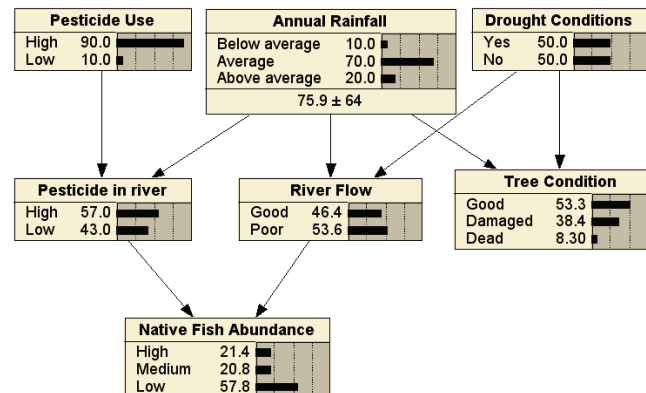 Pesticide Use
High 90.0
Low 10.0
Annual Rainfall
Below average 10.0
Average 70.0
Above average 20.0
75.9 ± 64
Drought Conditions
Yes 50.0
No 50.0
Pesticide in river
High 57.0
Low 43.0
River Flow
Good 46.4
Poor 53.6
Tree Condition
Good 53.3
Damaged 38.4
Dead 8.30
Native Fish Abundance
High 21.4
Medium 20.8
Low 57.8